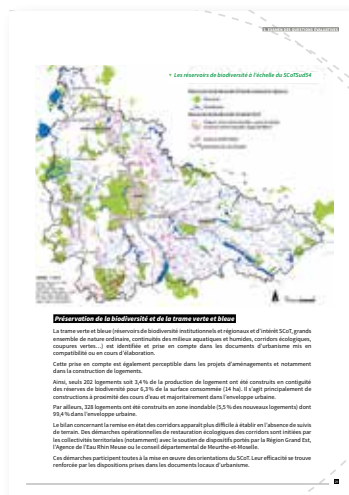 Les réservoirs de biodiversité à l'échelle du SCoTSud54
Préservation de la biodiversité et de la trame verte et bleue
La trame verte et bleue (réservoirs de biodiversité institutionnels et régionaux et d'intérêt SCoT, grands
ensemble de nature ordinaire, continuités des milieux aquatiques et humides, corridors écologiques,
coupures vertes…) est identifiée et prise en compte dans les documents d'urbanisme mis en
compatibilité ou en cours d'élaboration.
Cette prise en compte est également perceptible dans les projets d'aménagements et notamment
dans la construction de logements.
Ainsi, seuls 202 logements soit 3,4 % de la production de logement ont été construits en contiguïté
de réserves de biodiversité pour 6,3% de la surface consommée (14 ha). Il s'agit principalement de
constructions à proximité des cours d'eau et majoritairement dans l'enveloppe urbaine.
Par ailleurs, 328 logements ont été construits en zone inondable (5,5 % des nouveaux logements) dont
99,4 % dans l'enveloppe urbaine.
Le bilan concernant la remise en état des corridors apparaît plus difficile à établir en l'absence de suivis
de terrain. Des démarches opérationnelles de restauration écologiques des corridors sont initiés par
les collectivités territoriales (notamment) avec le soutien de dispositifs portés par la Région Grand Est,
l'Agence de l'Eau Rhin Meuse ou le conseil départemental de Meurthe-et-Moselle.
Ces démarches participent toutes à la mise en œuvre des orientations du SCoT. Leur efficacité se trouve
renforcée par les dispositions prises dans les documents locaux d'urbanisme.